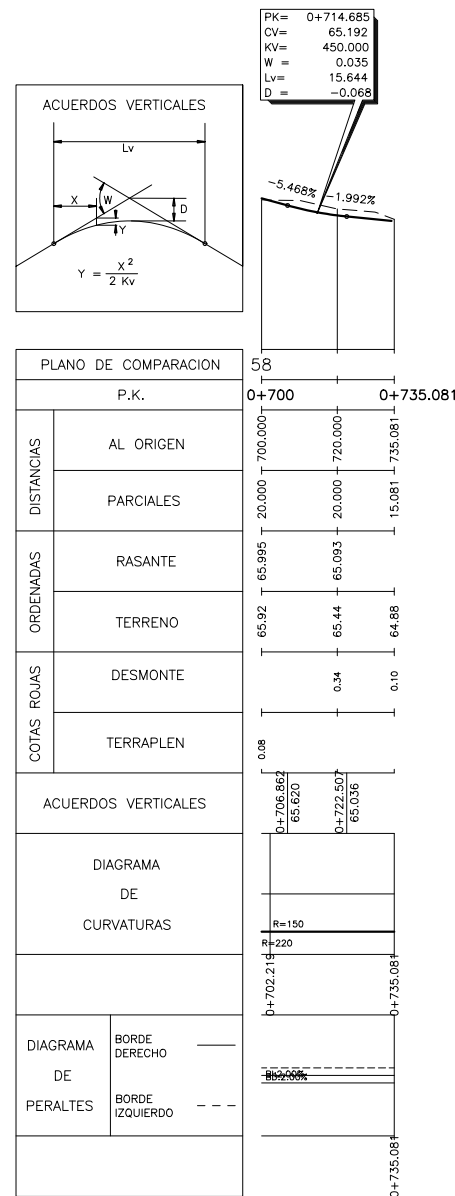 PK= 0+714.685
CV= 65.192
KV= 450.000
W = 0.035
Lv= 15.644
D = -0.068
ACUERDOS VERTICALES
Lv
X
W
D
Y
Y = X² / 2 Kv
-5.468%
-1.992%
PLANO DE COMPARACION 58
P.K. 0+700 0+735.081
DISTANCIAS
AL ORIGEN 700.000 720.000 735.081
PARCIALES 20.000 20.000 15.081
ORDENADAS
RASANTE 65.995 65.093
TERRENO 65.92 65.44 64.88
COTAS ROJAS
DESMONTE 0.34 0.10
TERRAPLEN 0.08
ACUERDOS VERTICALES 0+706.862 65.620 0+722.507 65.036
DIAGRAMA
DE
CURVATURAS
R=150
R=220
0+702.219 0+735.081
DIAGRAMA
DE
PERALTES
BORDE
DERECHO
BORDE
IZQUIERDO
2.00%
2.00%
0+735.081